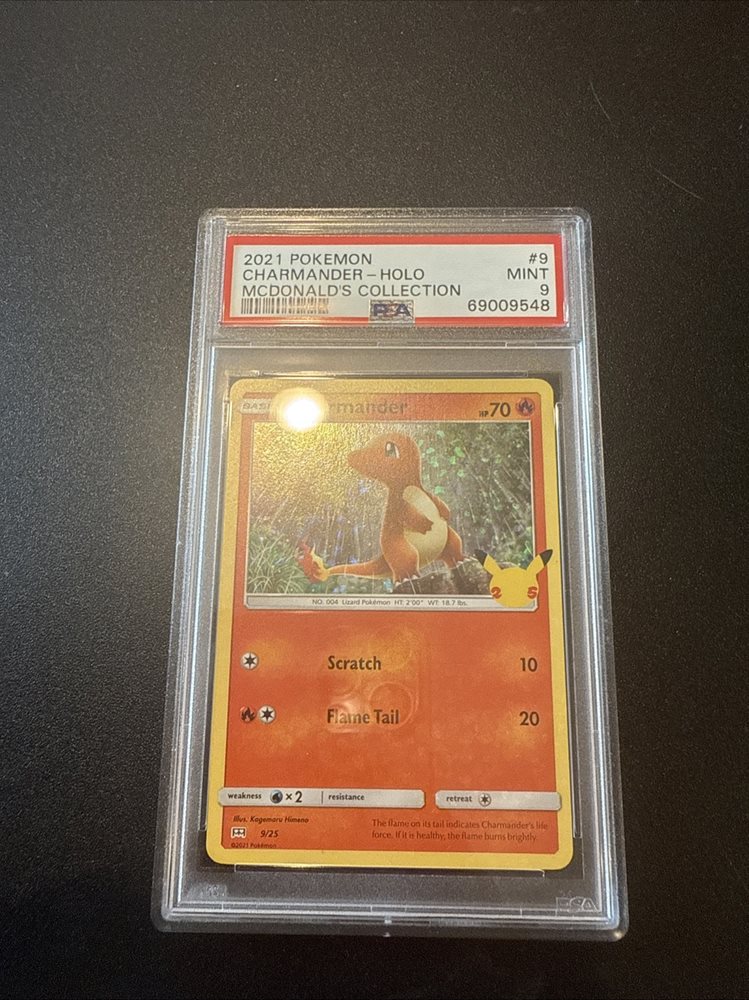 2021 POKEMON #9
CHARMANDER – HOLO MINT
MCDONALD'S COLLECTION 9
PSA 69009548
HP 70
NO. 004 Lizard Pokémon HT: 2'00" WT: 18.7 lbs.
25
Scratch 10
Flame Tail 20
weakness ×2 resistance retreat
Illus. Kagemaru Himeno
9/25
©2021 Pokémon
The flame on its tail indicates Charmander's life
force. If it is healthy, the flame burns brightly.
PSA